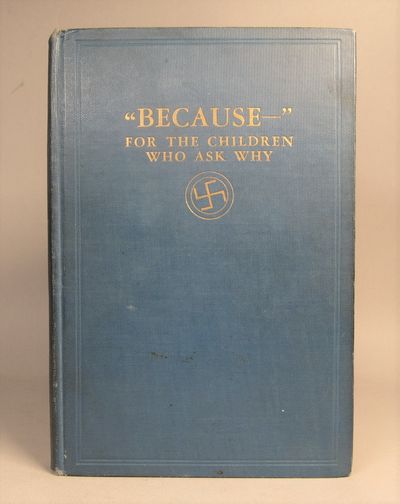 “BECAUSE—”
FOR THE CHILDREN
WHO ASK WHY